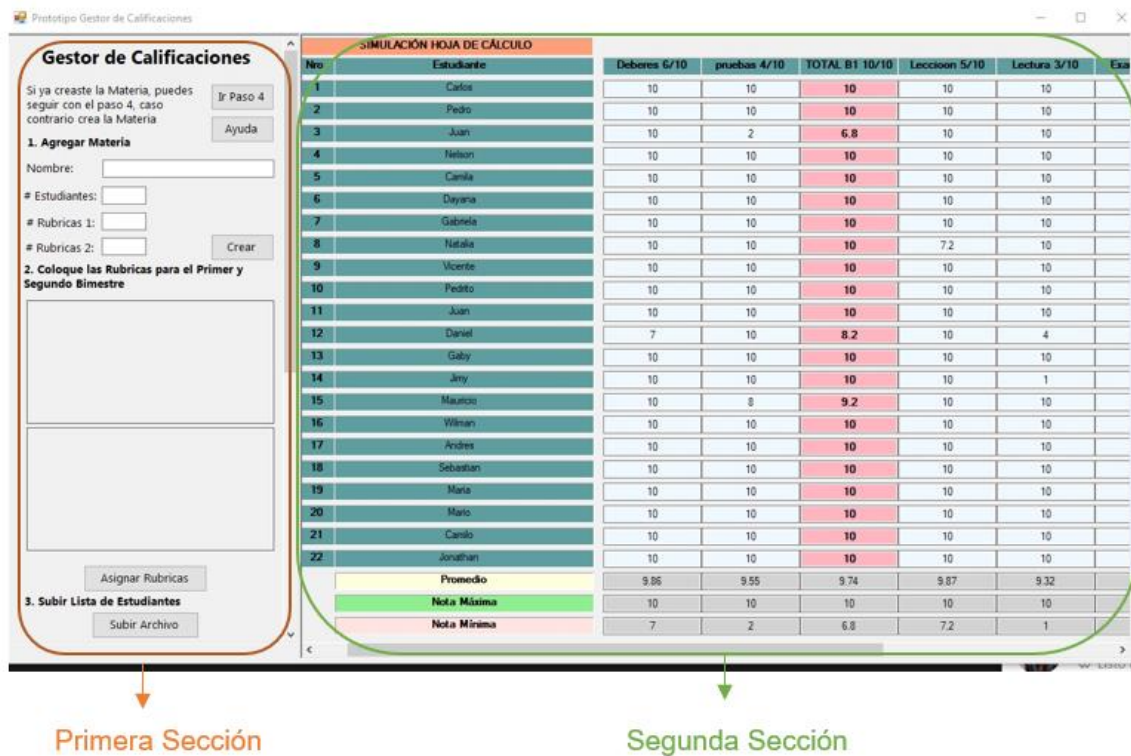 Prototipo Gestor de Calificaciones
Gestor de Calificaciones
Si ya creaste la Materia, puedes
seguir con el paso 4, caso
contrario crea la Materia
Ir Paso 4
Ayuda
1. Agregar Materia
Nombre:
# Estudiantes:
# Rubricas 1:
# Rubricas 2:
Crear
2. Coloque las Rubricas para el Primer y
Segundo Bimestre
Asignar Rubricas
3. Subir Lista de Estudiantes
Subir Archivo
SIMULACIÓN HOJA DE CÁLCULO
Nro Estudiante Deberes 6/10 pruebas 4/10 TOTAL B1 10/10 Leccioon 5/10 Lectura 3/10 Exa
1 Carlos 10 10 10 10 10
2 Pedro 10 10 10 10 10
3 Juan 10 2 6.8 10 10
4 Nelson 10 10 10 10 10
5 Camila 10 10 10 10 10
6 Dayana 10 10 10 10 10
7 Gabriela 10 10 10 10 10
8 Natalia 10 10 10 7.2 10
9 Vicente 10 10 10 10 10
10 Pedrito 10 10 10 10 10
11 Juan 10 10 10 10 10
12 Daniel 7 10 8.2 10 4
13 Gaby 10 10 10 10 10
14 Jimy 10 10 10 10 1
15 Mauricio 10 8 9.2 10 10
16 Wilman 10 10 10 10 10
17 Andres 10 10 10 10 10
18 Sebastian 10 10 10 10 10
19 Maria 10 10 10 10 10
20 Mario 10 10 10 10 10
21 Camilo 10 10 10 10 10
22 Jonathan 10 10 10 10 10
Promedio 9.86 9.55 9.74 9.87 9.32
Nota Máxima 10 10 10 10 10
Nota Mínima 7 2 6.8 7.2 1
Primera Sección
Segunda Sección